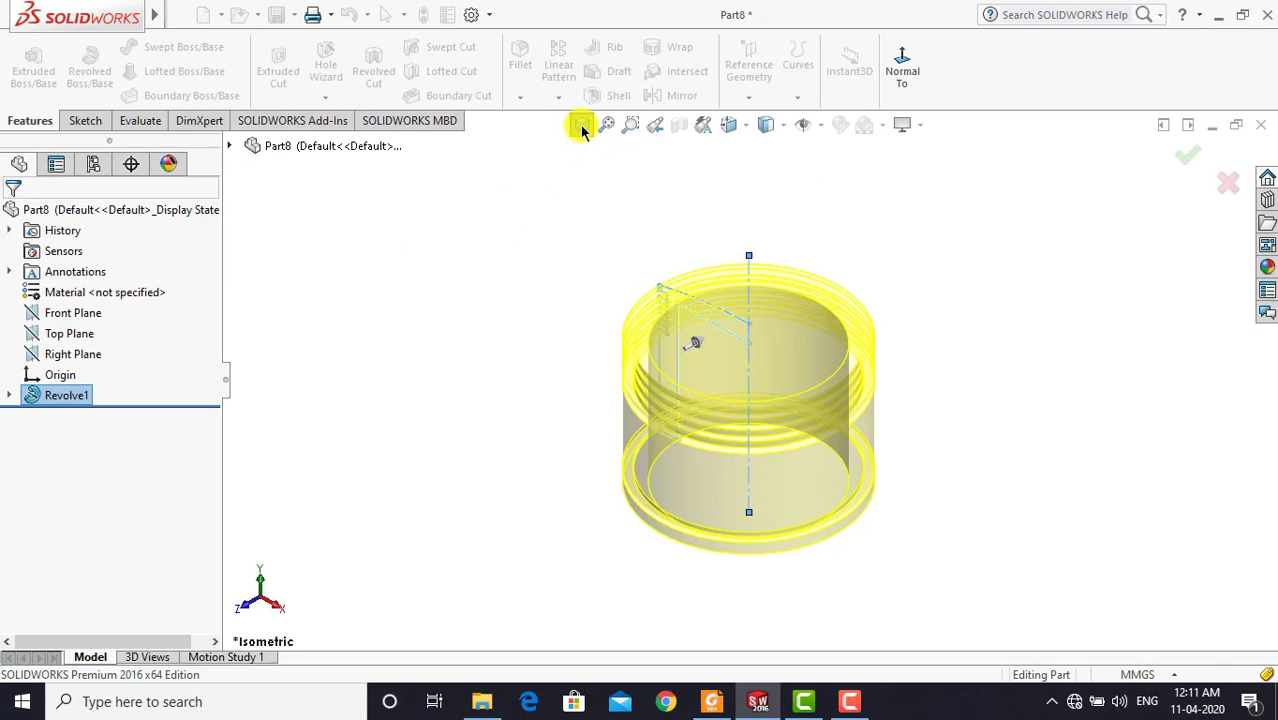 SOLIDWORKS
Part8 *
Search SOLIDWORKS Help
?
Extruded Boss/Base
Revolved Boss/Base
Swept Boss/Base
Lofted Boss/Base
Boundary Boss/Base
Extruded Cut
Hole Wizard
Revolved Cut
Swept Cut
Lofted Cut
Boundary Cut
Fillet
Linear Pattern
Rib
Draft
Shell
Wrap
Intersect
Mirror
Reference Geometry
Curves
Instant3D
Normal To
Features
Sketch
Evaluate
DimXpert
SOLIDWORKS Add-Ins
SOLIDWORKS MBD
Part8 (Default<<Default>...
Part8 (Default<<Default>_Display State
History
Sensors
Annotations
Material <not specified>
Front Plane
Top Plane
Right Plane
Origin
Revolve1
Y
Z
X
*Isometric
Model
3D Views
Motion Study 1
SOLIDWORKS Premium 2016 x64 Edition
Editing Part
MMGS
Type here to search
SW
2016
ENG
12:11 AM
11-04-2020
1